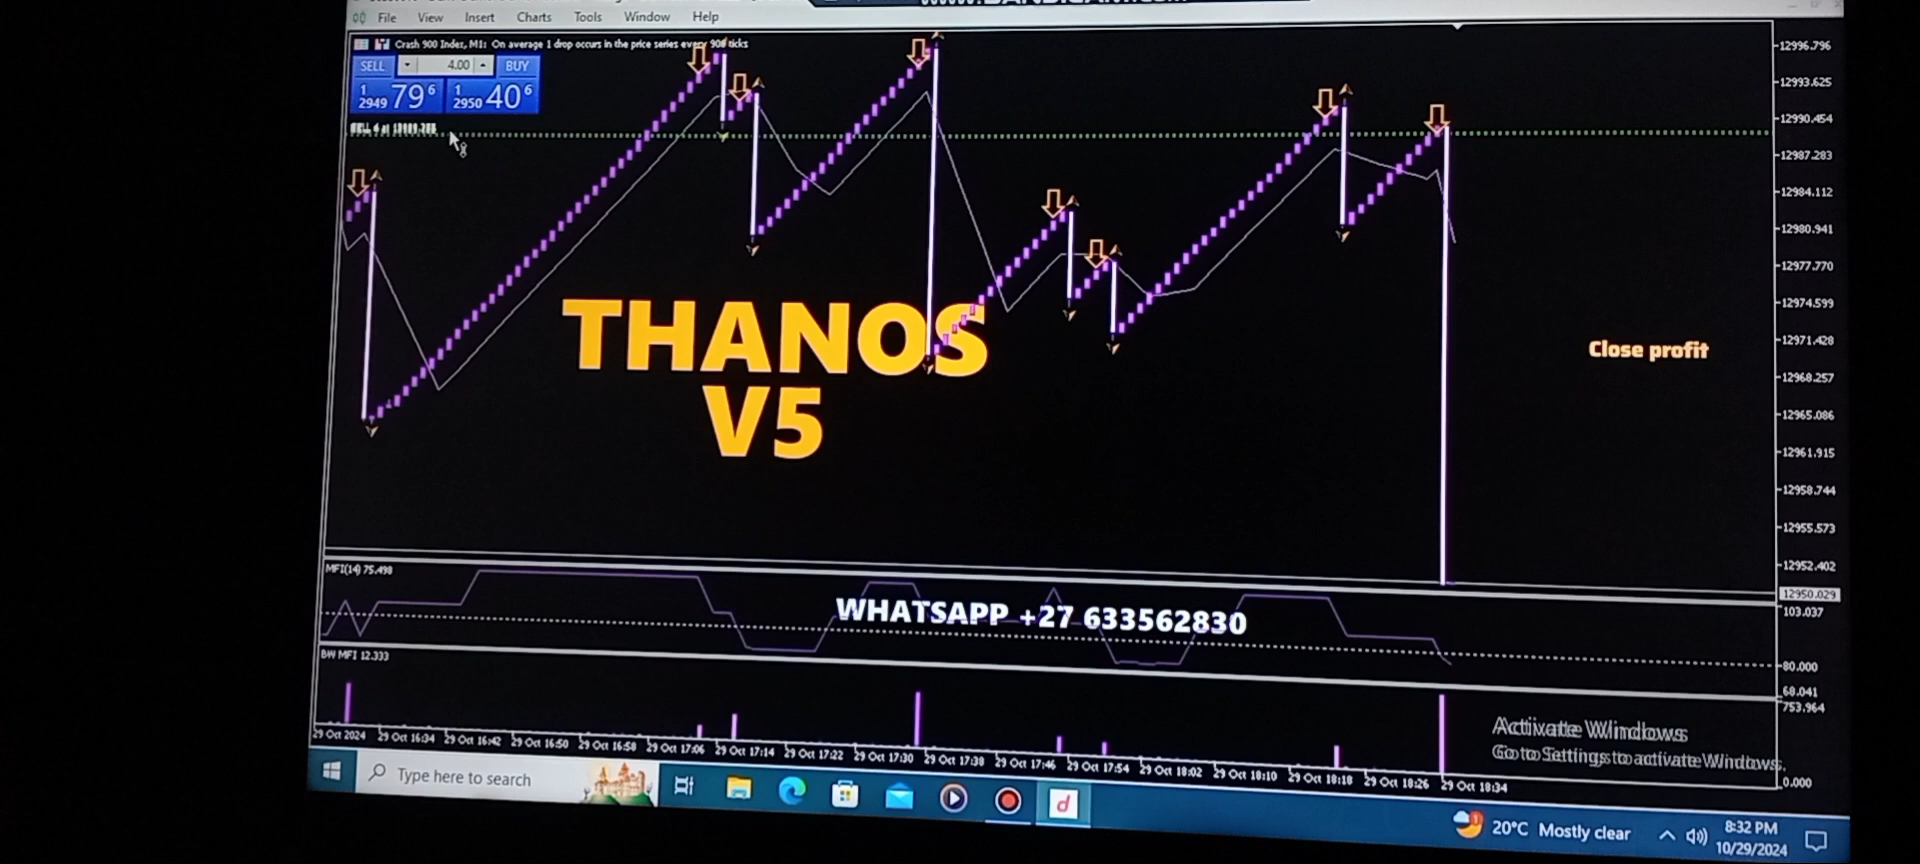 File View Insert Charts Tools Window Help
Crash 900 Index, M1: On average 1 drop occurs in the price series every 900 ticks
SELL 4.00 BUY
1 2949 79 6 1 2950 40 6
12996.796
12993.625
12990.454
12987.283
12984.112
12980.941
12977.770
12974.599
12971.428
12968.257
12965.086
12961.915
12958.744
12955.573
12952.402
12950.029
THANOS
V5
Close profit
MFI(14) 75.498
103.037
WHATSAPP +27 633562830
80.000
68.041
BW MFI 12.333
753.964
0.000
29 Oct 2024 29 Oct 16:34 29 Oct 16:42 29 Oct 16:50 29 Oct 16:58 29 Oct 17:06 29 Oct 17:14 29 Oct 17:22 29 Oct 17:30 29 Oct 17:38 29 Oct 17:46 29 Oct 17:54 29 Oct 18:02 29 Oct 18:10 29 Oct 18:18 29 Oct 18:26 29 Oct 18:34
Activate Windows
Go to Settings to activate Windows.
Type here to search
20°C Mostly clear
8:32 PM
10/29/2024